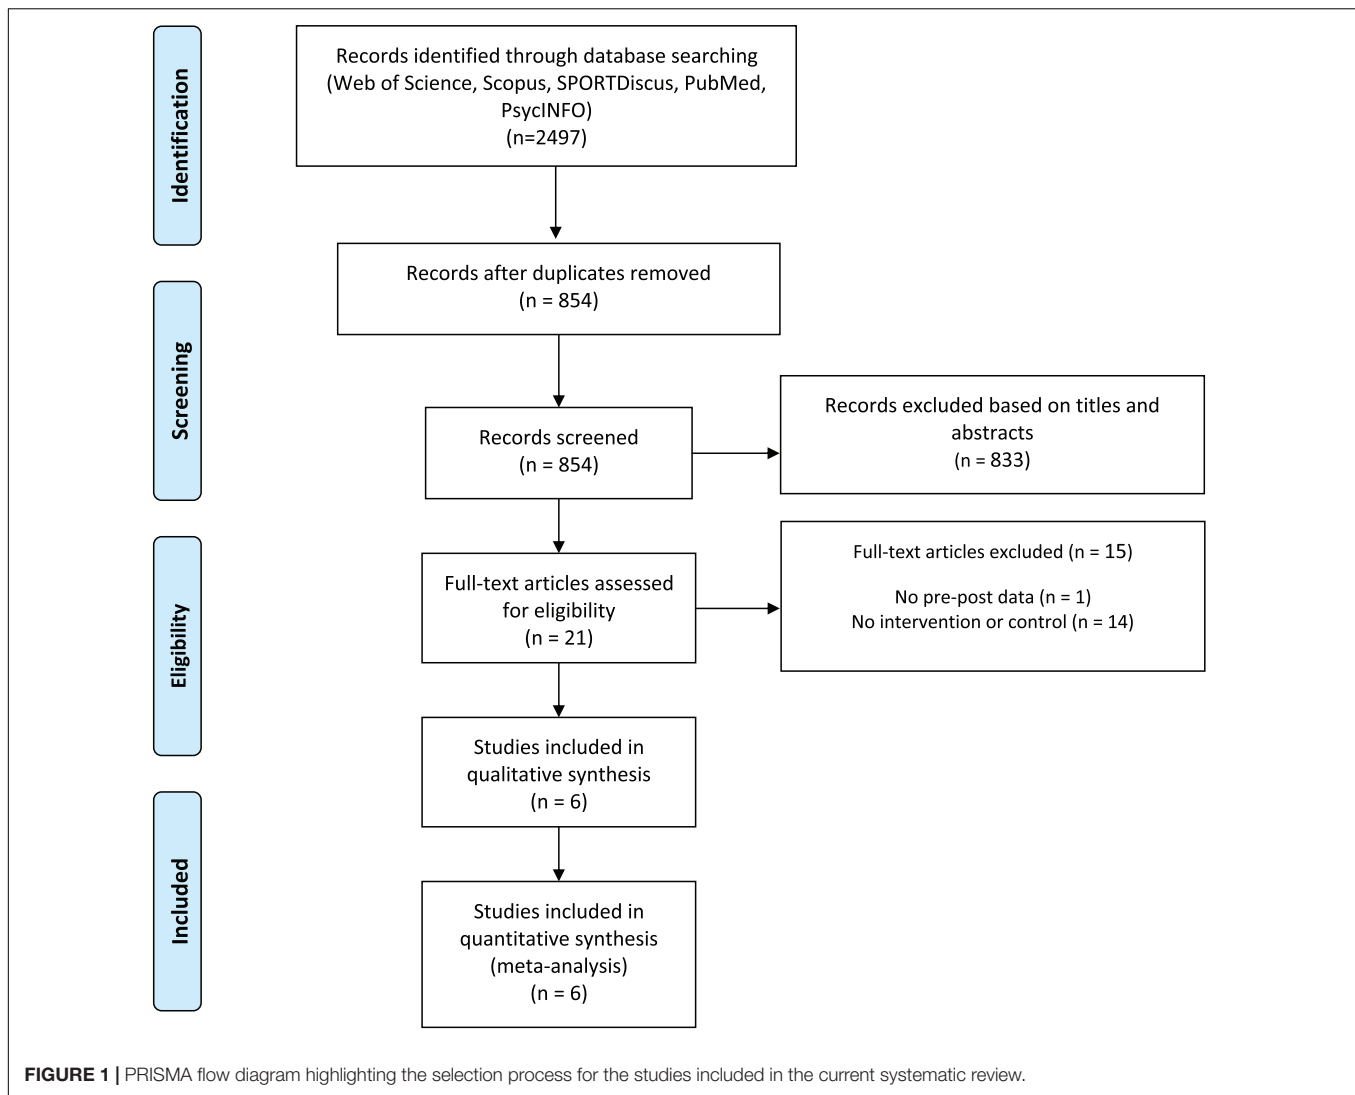 Identification
Records identified through database searching
(Web of Science, Scopus, SPORTDiscus, PubMed,
PsycINFO)
(n=2497)
Records after duplicates removed
(n = 854)
Screening
Records screened
(n = 854)
Records excluded based on titles and
abstracts
(n = 833)
Eligibility
Full-text articles assessed
for eligibility
(n = 21)
Full-text articles excluded (n = 15)
No pre-post data (n = 1)
No intervention or control (n = 14)
Studies included in
qualitative synthesis
(n = 6)
Included
Studies included in
quantitative synthesis
(meta-analysis)
(n = 6)
FIGURE 1 | PRISMA flow diagram highlighting the selection process for the studies included in the current systematic review.